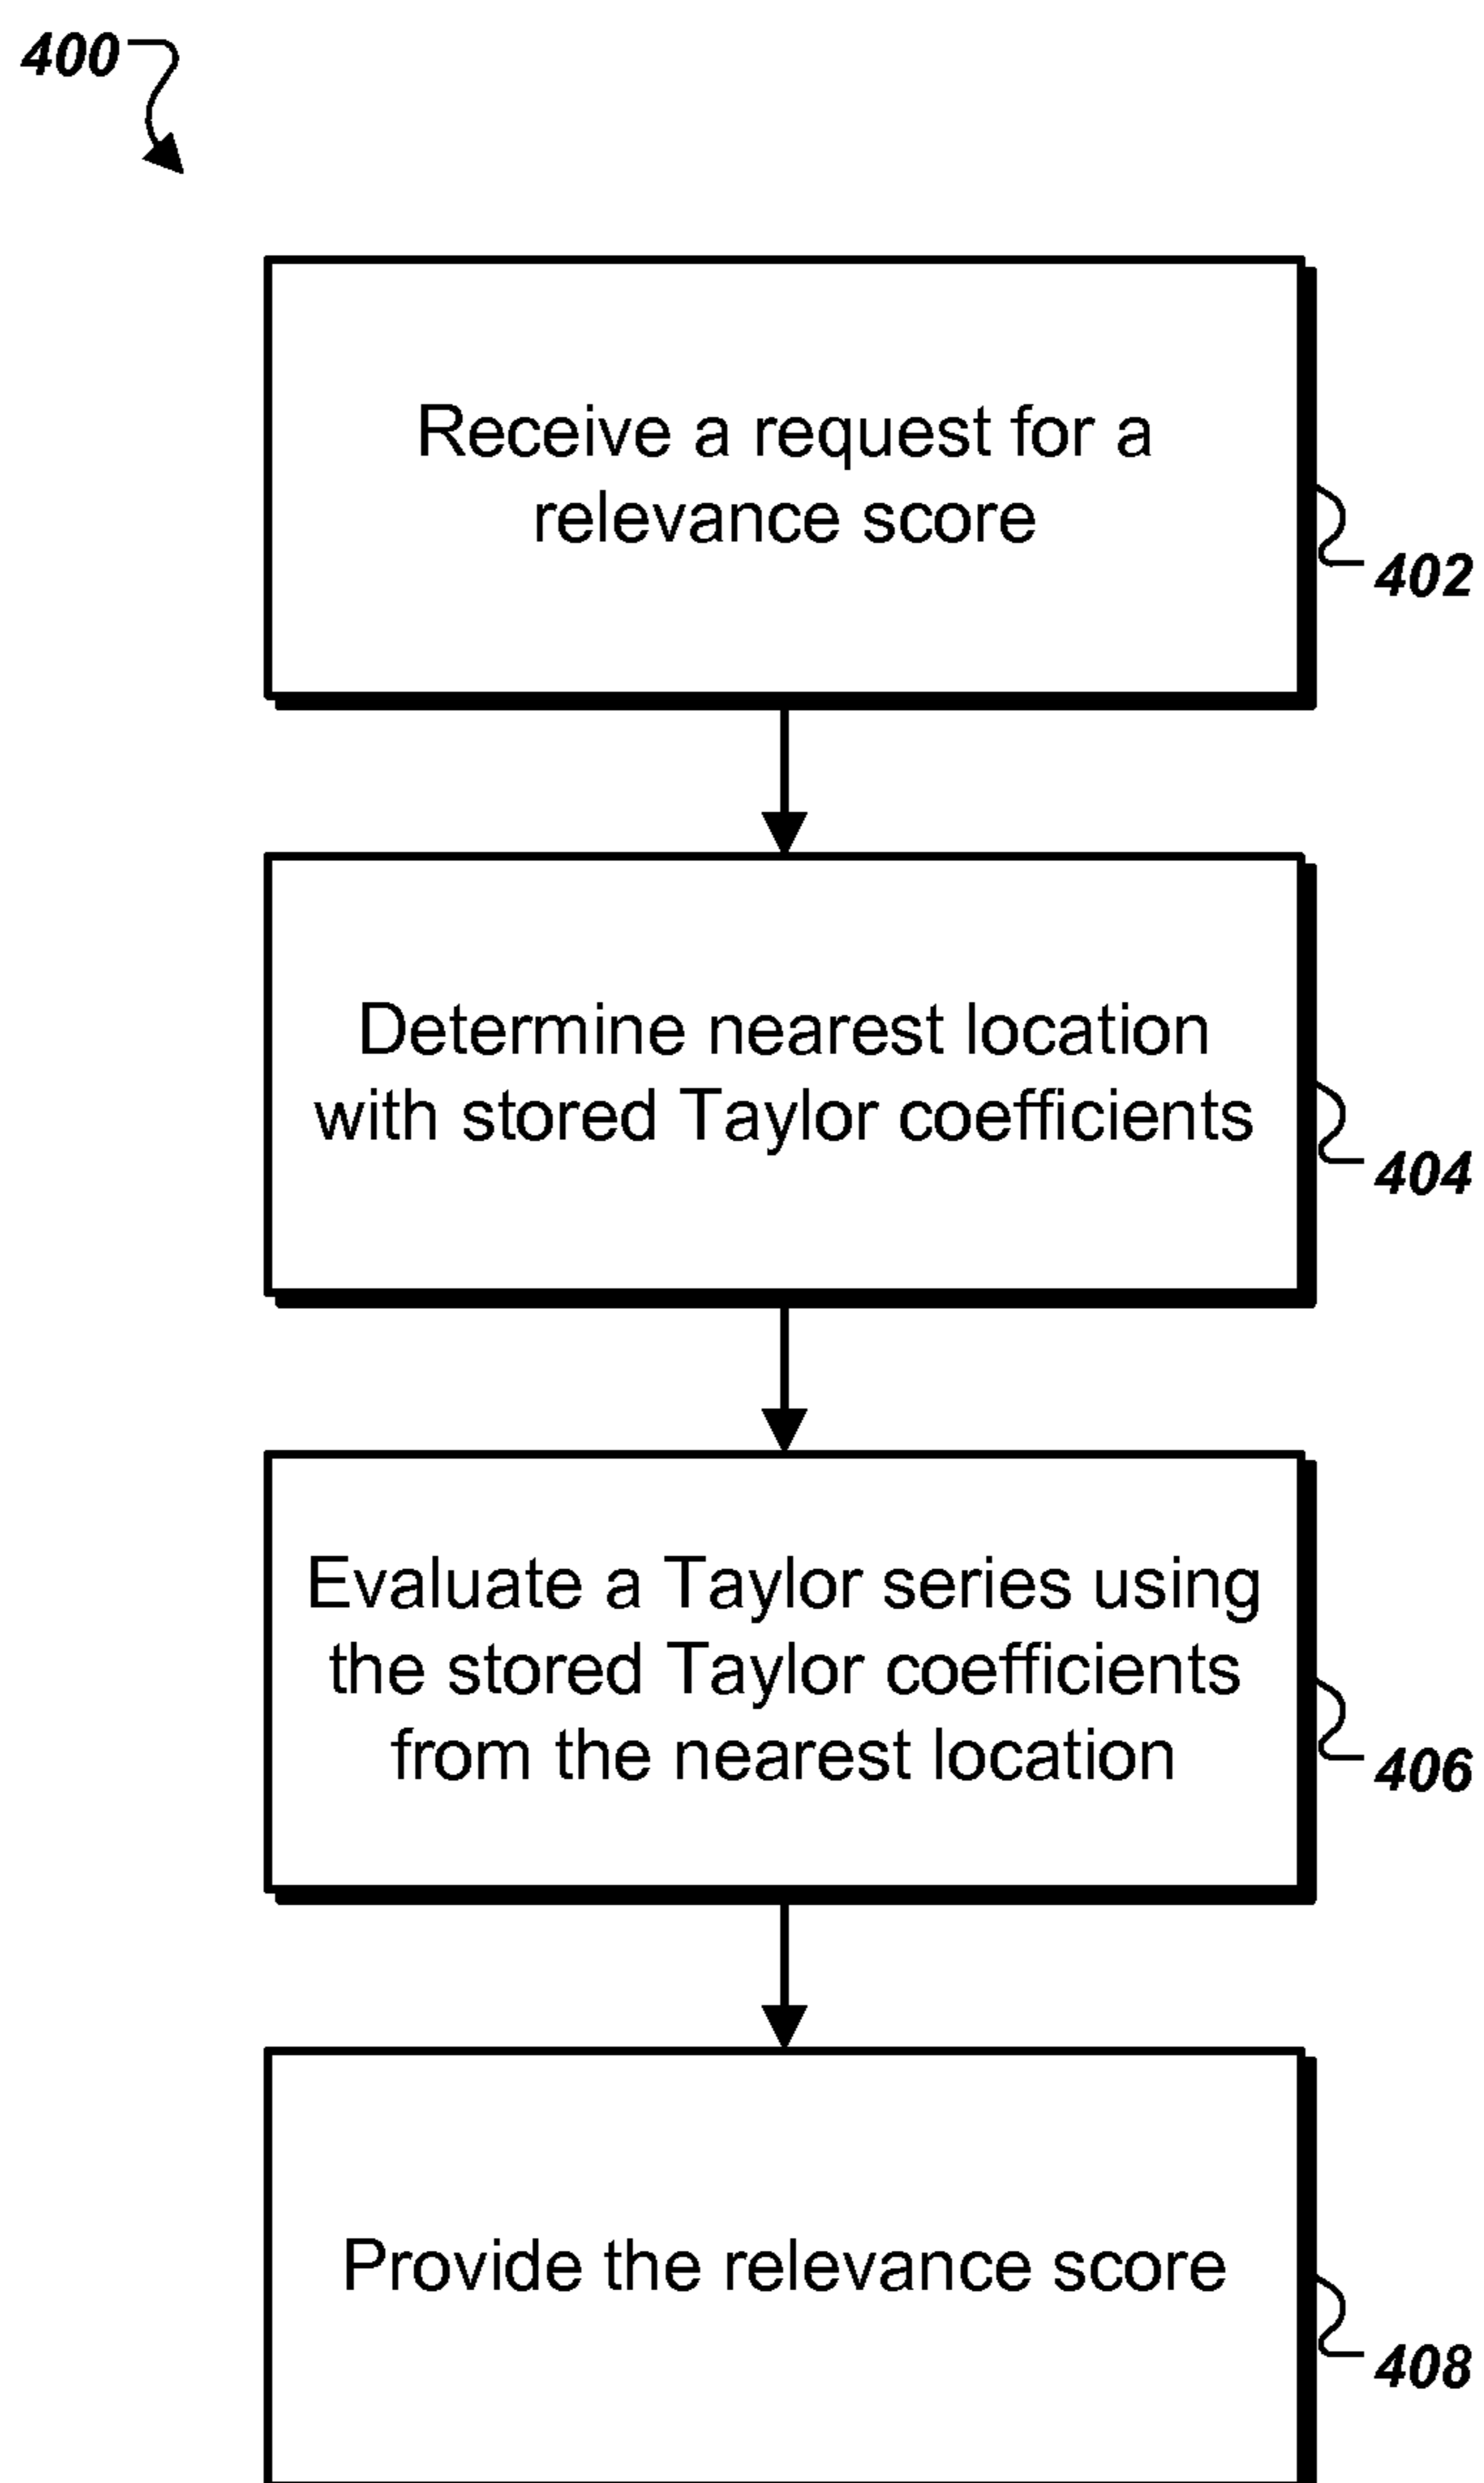 400
Receive a request for a
relevance score
402
Determine nearest location
with stored Taylor coefficients
404
Evaluate a Taylor series using
the stored Taylor coefficients
from the nearest location
406
Provide the relevance score
408